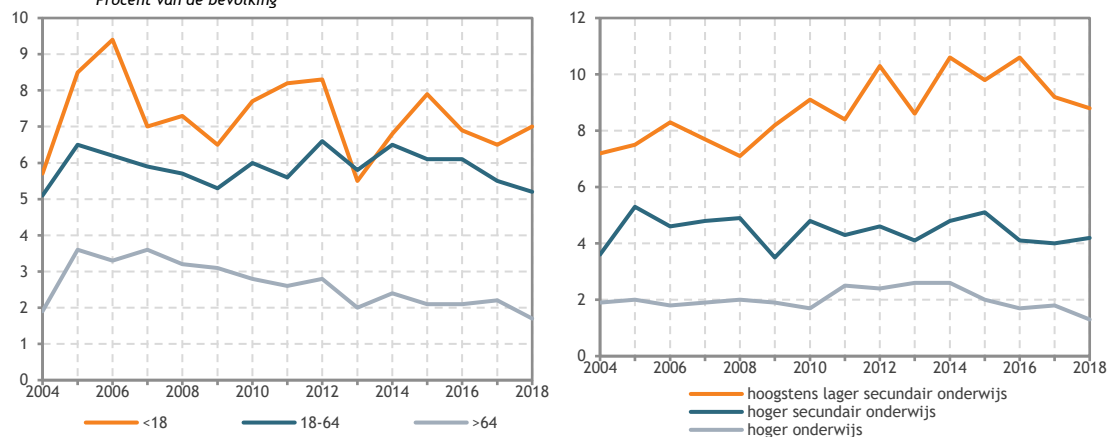 Procent van de bevolking
10
9
8
7
6
5
4
3
2
1
0
2004 2006 2008 2010 2012 2014 2016 2018
<18 18-64 >64
12
10
8
6
4
2
0
2004 2006 2008 2010 2012 2014 2016 2018
hoogstens lager secundair onderwijs
hoger secundair onderwijs
hoger onderwijs